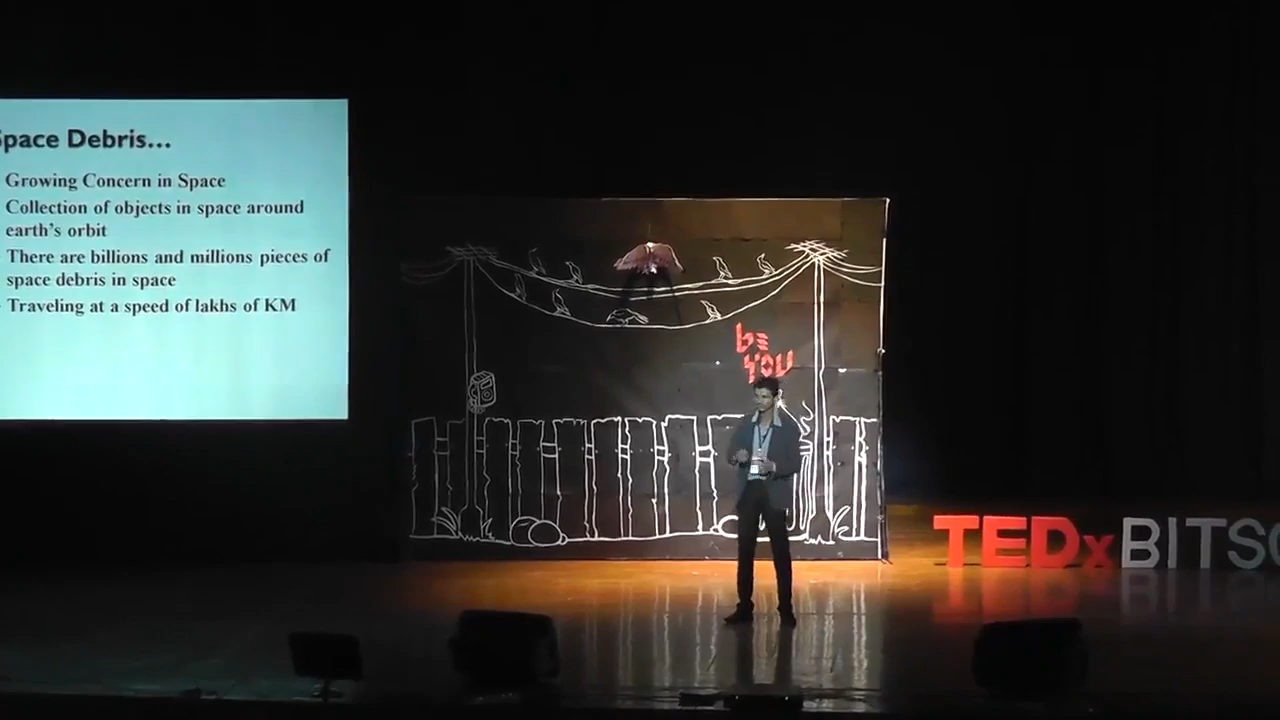 Space Debris...
Growing Concern in Space
Collection of objects in space around
earth's orbit
There are billions and millions pieces of
space debris in space
Traveling at a speed of lakhs of KM
be
YOU
TEDxBITSG